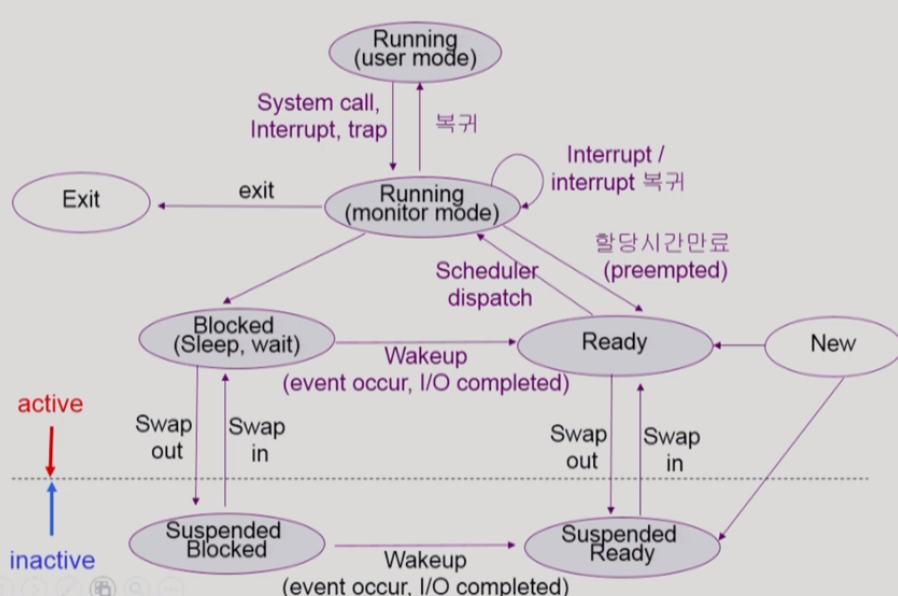 Running
(user mode)
System call,
Interrupt, trap
복귀
Interrupt /
interrupt 복귀
Exit
exit
Running
(monitor mode)
할당시간만료
(preempted)
Scheduler
dispatch
Blocked
(Sleep, wait)
Ready
New
Wakeup
(event occur, I/O completed)
active
Swap
out
Swap
in
Swap
out
Swap
in
inactive
Suspended
Blocked
Suspended
Ready
Wakeup
(event occur, I/O completed)